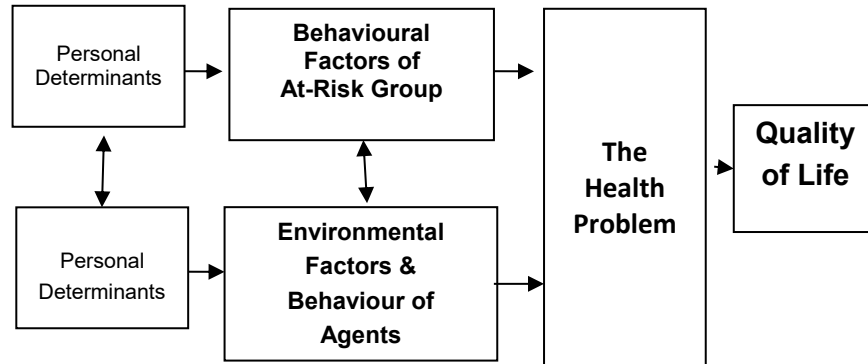 Personal
Determinants
Behavioural
Factors of
At-Risk Group
The
Health
Problem
Quality
of Life
Personal
Determinants
Environmental
Factors &
Behaviour of
Agents